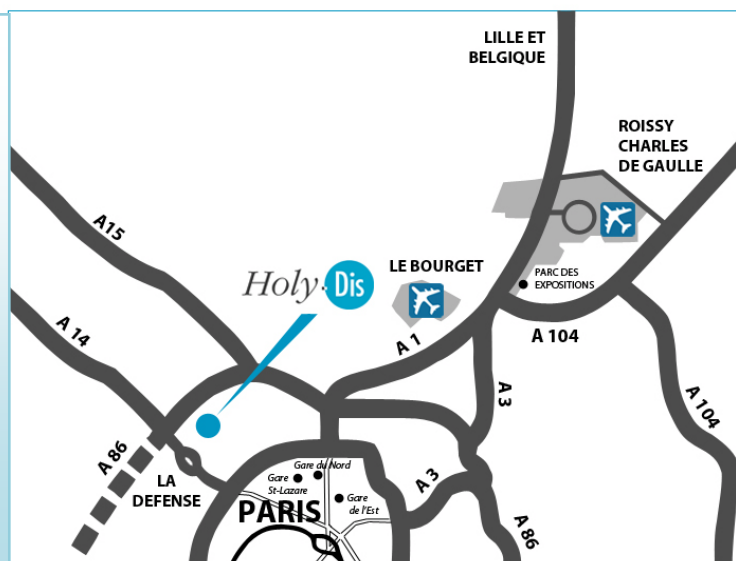 LILLE ET
BELGIQUE
ROISSY
CHARLES
DE GAULLE
A15
LE BOURGET
PARC DES
EXPOSITIONS
Holy.Dis
A 14
A 1
A 104
A 3
A 104
A 86
LA
DEFENSE
Gare du Nord
Gare
St-Lazare
A 3
Gare
de l'Est
PARIS
A 86